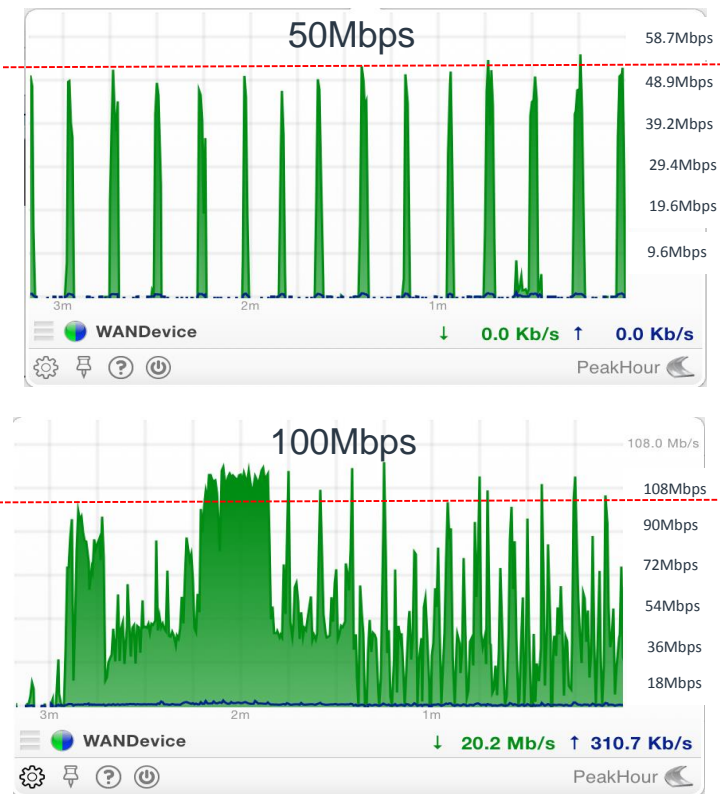 50Mbps
58.7Mbps
48.9Mbps
39.2Mbps
29.4Mbps
19.6Mbps
9.6Mbps
3m 2m 1m
WANDevice ↓ 0.0 Kb/s ↑ 0.0 Kb/s
? PeakHour
100Mbps
108.0 Mb/s
108Mbps
90Mbps
72Mbps
54Mbps
36Mbps
18Mbps
3m 2m 1m
WANDevice ↓ 20.2 Mb/s ↑ 310.7 Kb/s
? PeakHour